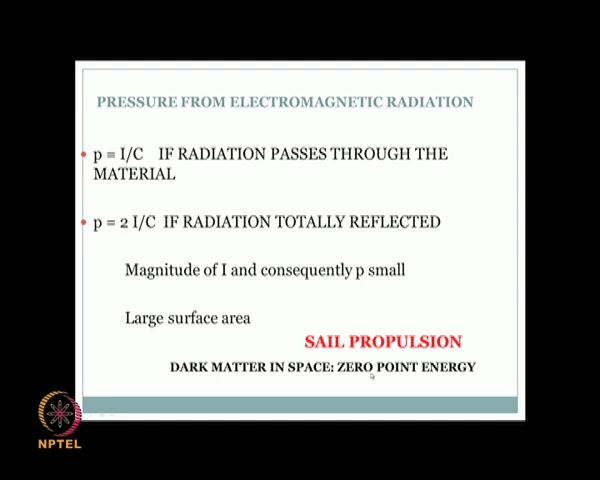 PRESSURE FROM ELECTROMAGNETIC RADIATION
• p = I/C IF RADIATION PASSES THROUGH THE
MATERIAL
• p = 2 I/C IF RADIATION TOTALLY REFLECTED
Magnitude of I and consequently p small
Large surface area
SAIL PROPULSION
DARK MATTER IN SPACE: ZERO POINT ENERGY
NPTEL